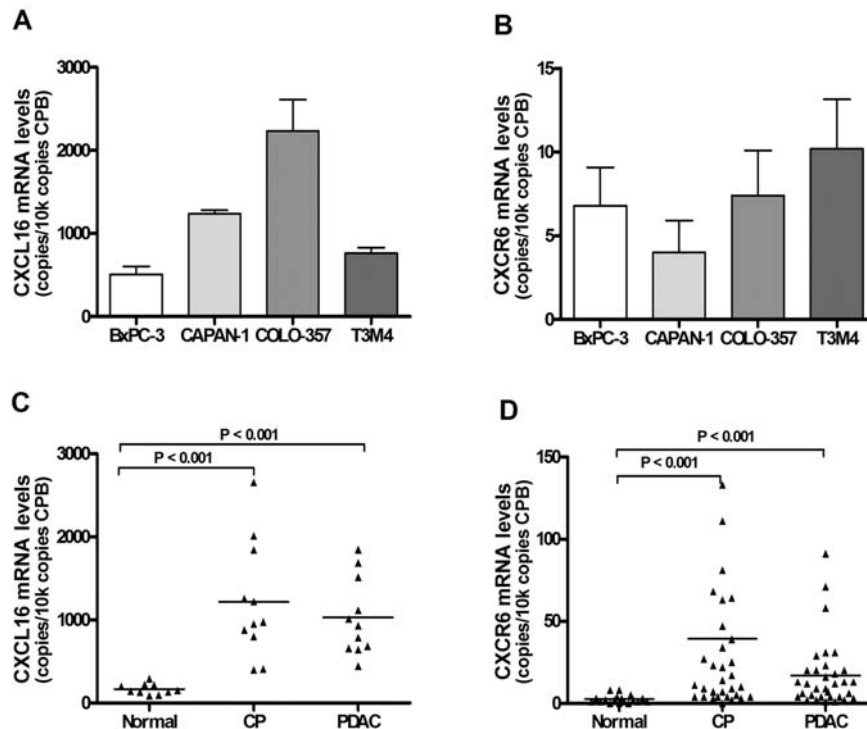 A
CXCL16 mRNA levels
(copies/10k copies CPB)
3000
2000
1000
0
BxPC-3 CAPAN-1 COLO-357 T3M4
B
CXCR6 mRNA levels
(copies/10k copies CPB)
15
10
5
0
BxPC-3 CAPAN-1 COLO-357 T3M4
C
P < 0.001
P < 0.001
CXCL16 mRNA levels
(copies/10k copies CPB)
3000
2000
1000
0
Normal CP PDAC
D
P < 0.001
P < 0.001
CXCR6 mRNA levels
(copies/10k copies CPB)
150
100
50
0
Normal CP PDAC